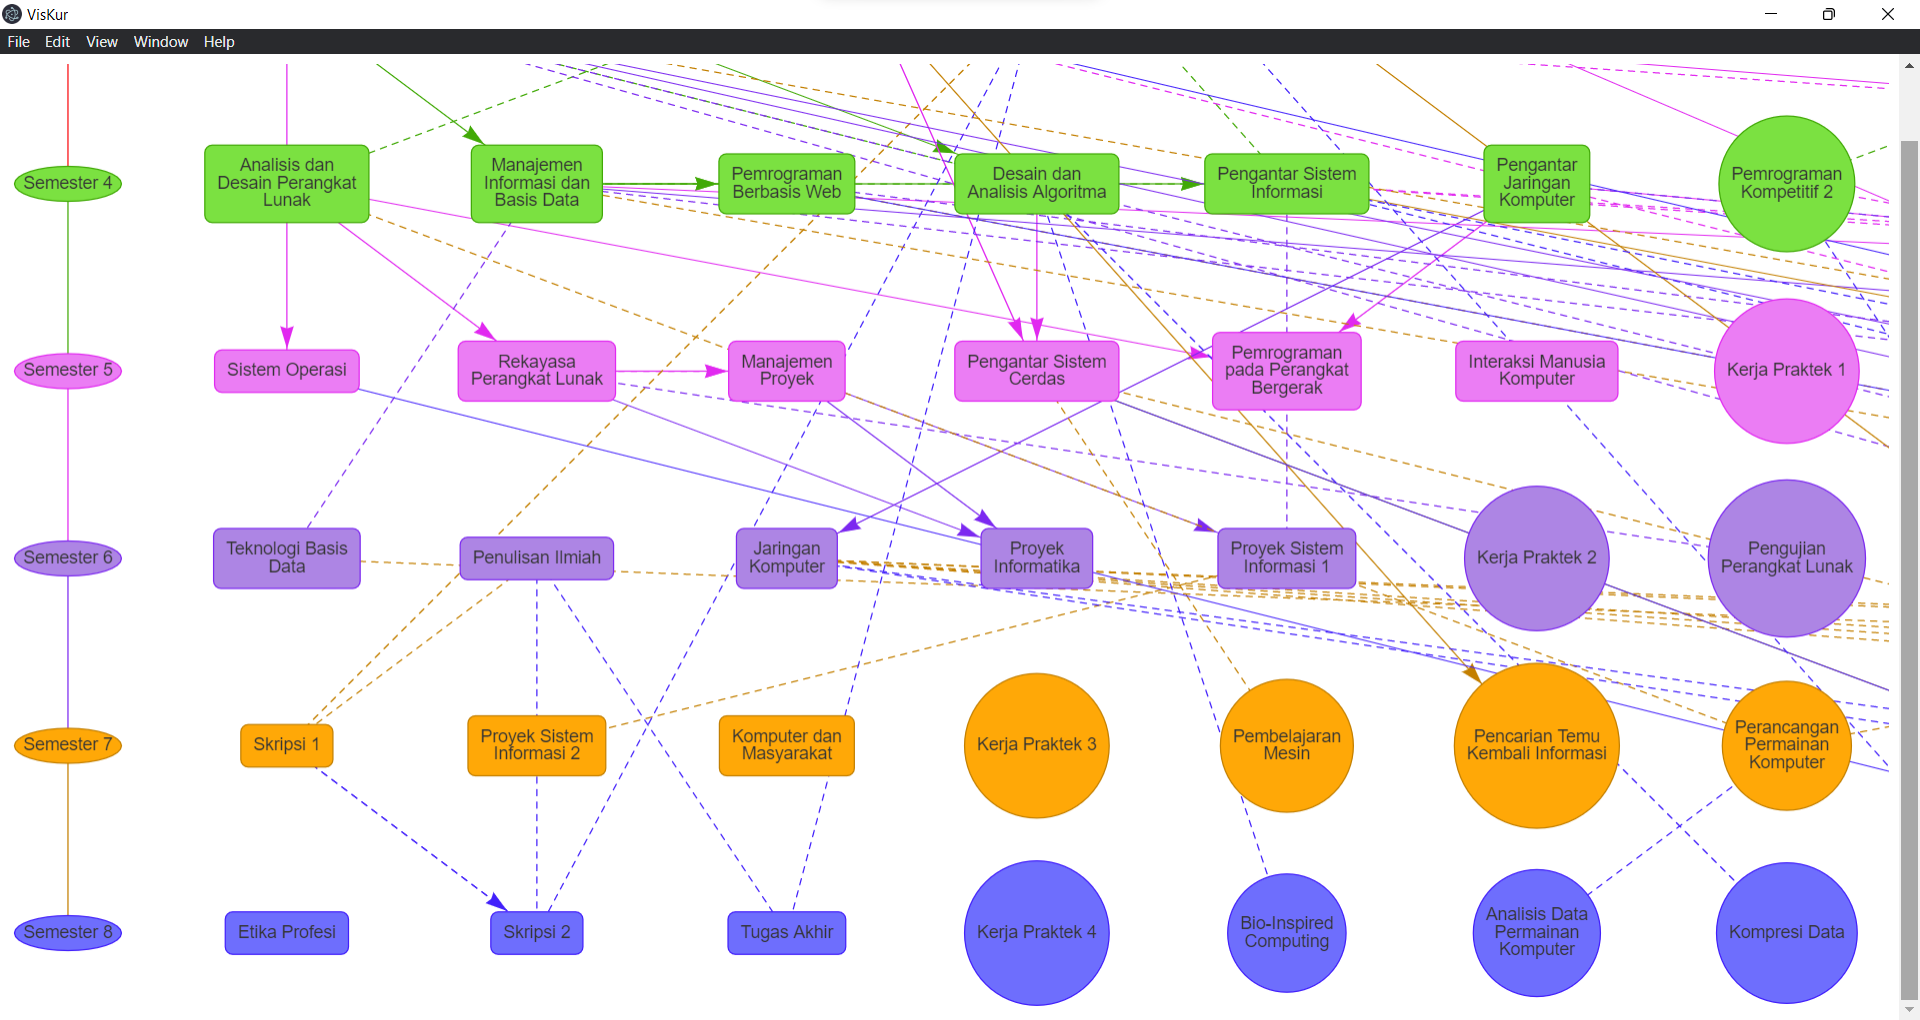 VisKur
File Edit View Window Help
Semester 4
Analisis dan
Desain Perangkat
Lunak
Manajemen
Informasi dan
Basis Data
Pemrograman
Berbasis Web
Desain dan
Analisis Algoritma
Pengantar Sistem
Informasi
Pengantar
Jaringan
Komputer
Pemrograman
Kompetitif 2
Semester 5
Sistem Operasi
Rekayasa
Perangkat Lunak
Manajemen
Proyek
Pengantar Sistem
Cerdas
Pemrograman
pada Perangkat
Bergerak
Interaksi Manusia
Komputer
Kerja Praktek 1
Semester 6
Teknologi Basis
Data
Penulisan Ilmiah
Jaringan
Komputer
Proyek
Informatika
Proyek Sistem
Informasi 1
Kerja Praktek 2
Pengujian
Perangkat Lunak
Semester 7
Skripsi 1
Proyek Sistem
Informasi 2
Komputer dan
Masyarakat
Kerja Praktek 3
Pembelajaran
Mesin
Pencarian Temu
Kembali Informasi
Perancangan
Permainan
Komputer
Semester 8
Etika Profesi
Skripsi 2
Tugas Akhir
Kerja Praktek 4
Bio-Inspired
Computing
Analisis Data
Permainan
Komputer
Kompresi Data